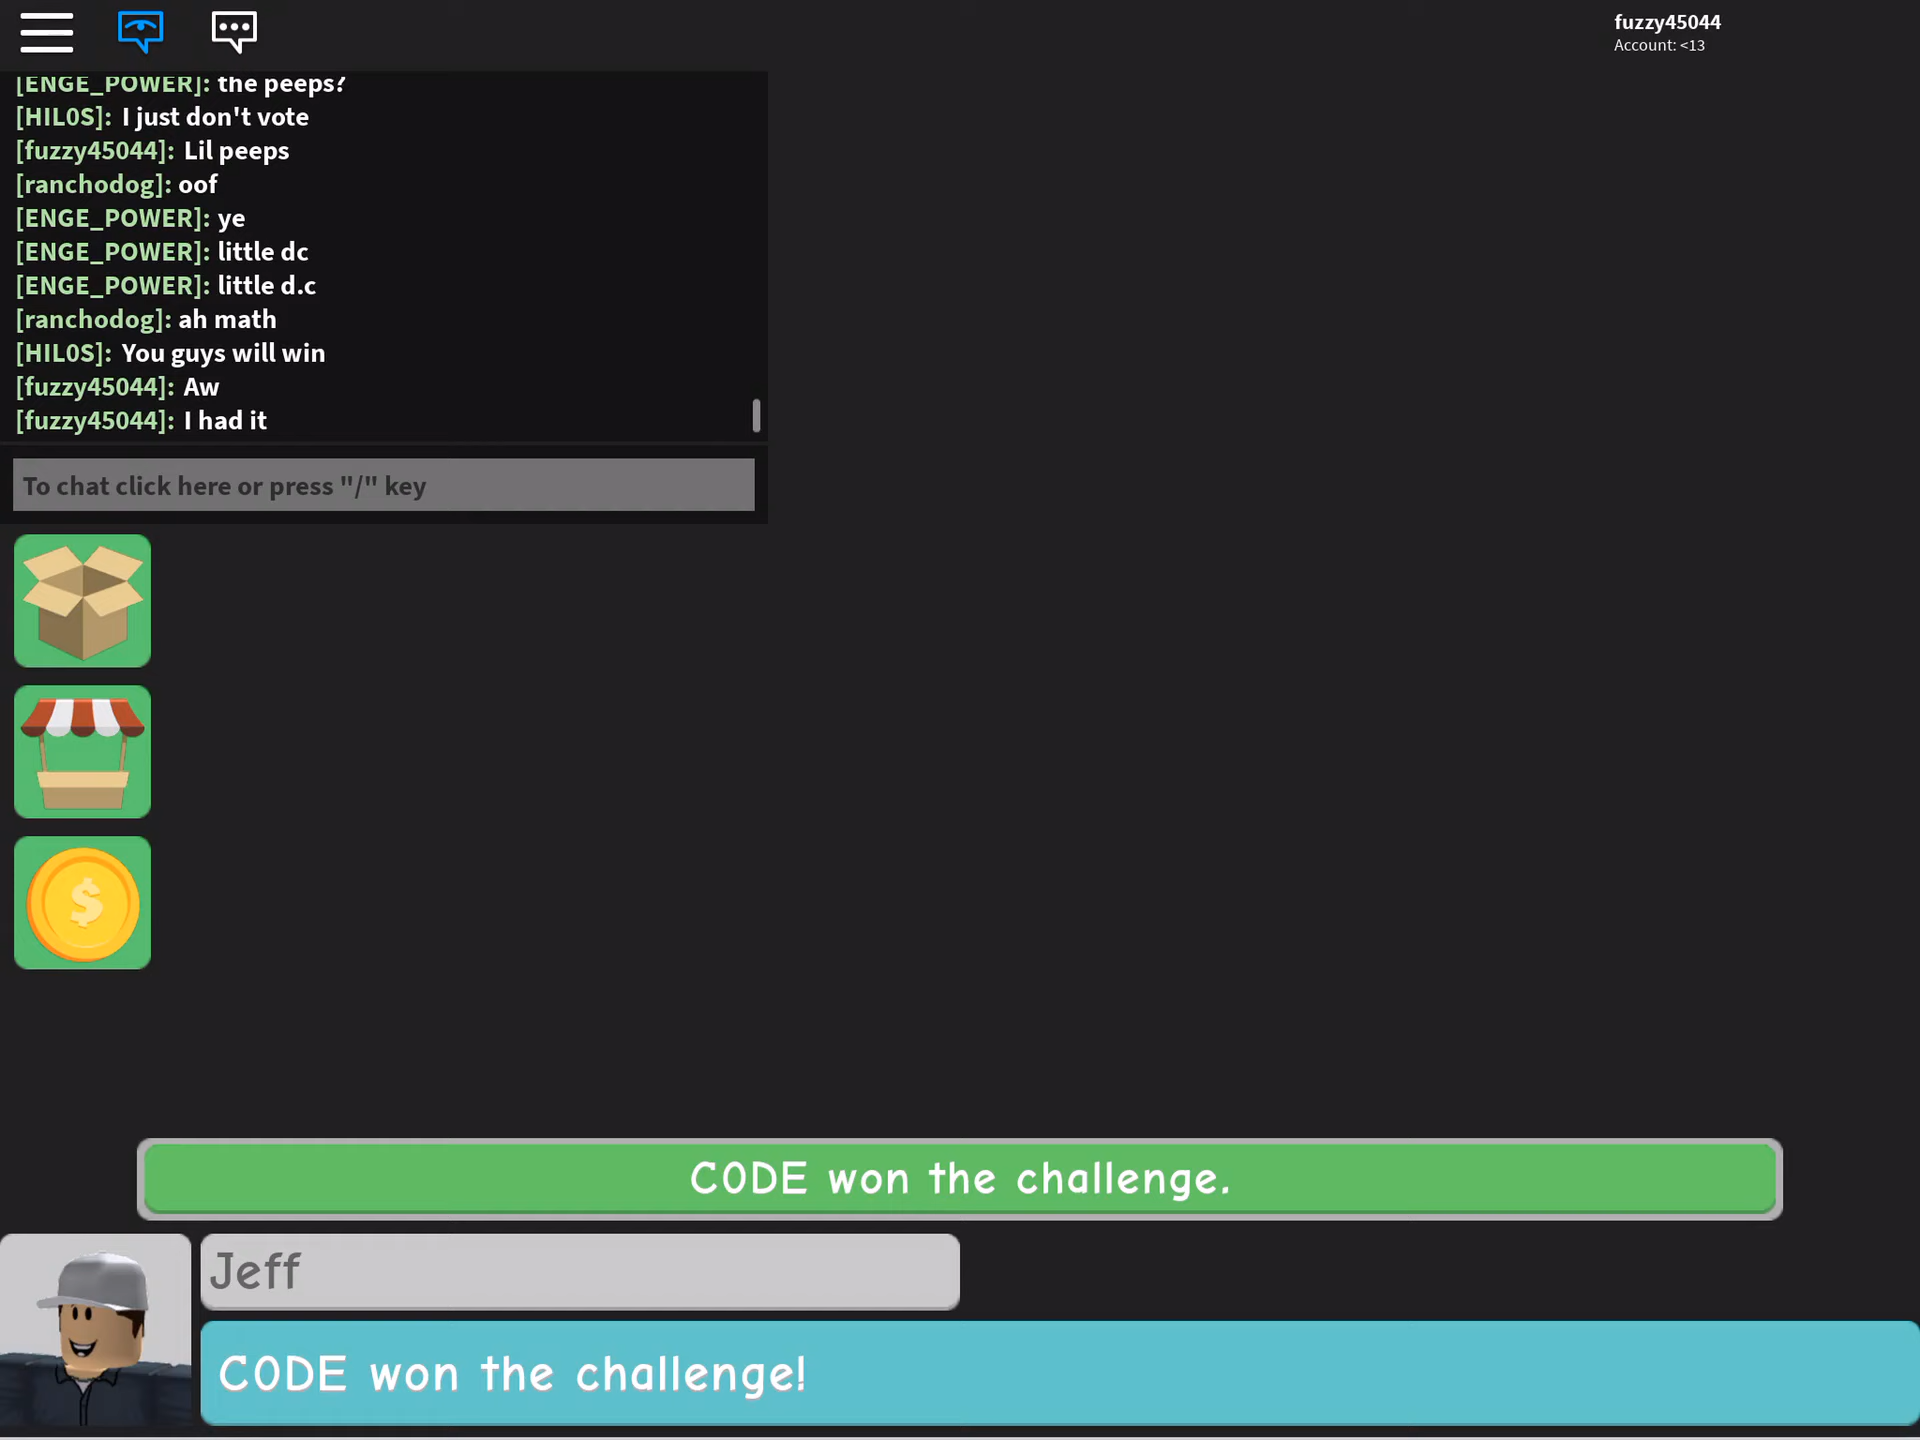 fuzzy45044
Account: <13
[ENGE_POWER]: the peeps?
[HIL0S]: I just don't vote
[fuzzy45044]: Lil peeps
[ranchodog]: oof
[ENGE_POWER]: ye
[ENGE_POWER]: little dc
[ENGE_POWER]: little d.c
[ranchodog]: ah math
[HIL0S]: You guys will win
[fuzzy45044]: Aw
[fuzzy45044]: I had it
To chat click here or press "/" key
$
C0DE won the challenge.
Jeff
C0DE won the challenge!